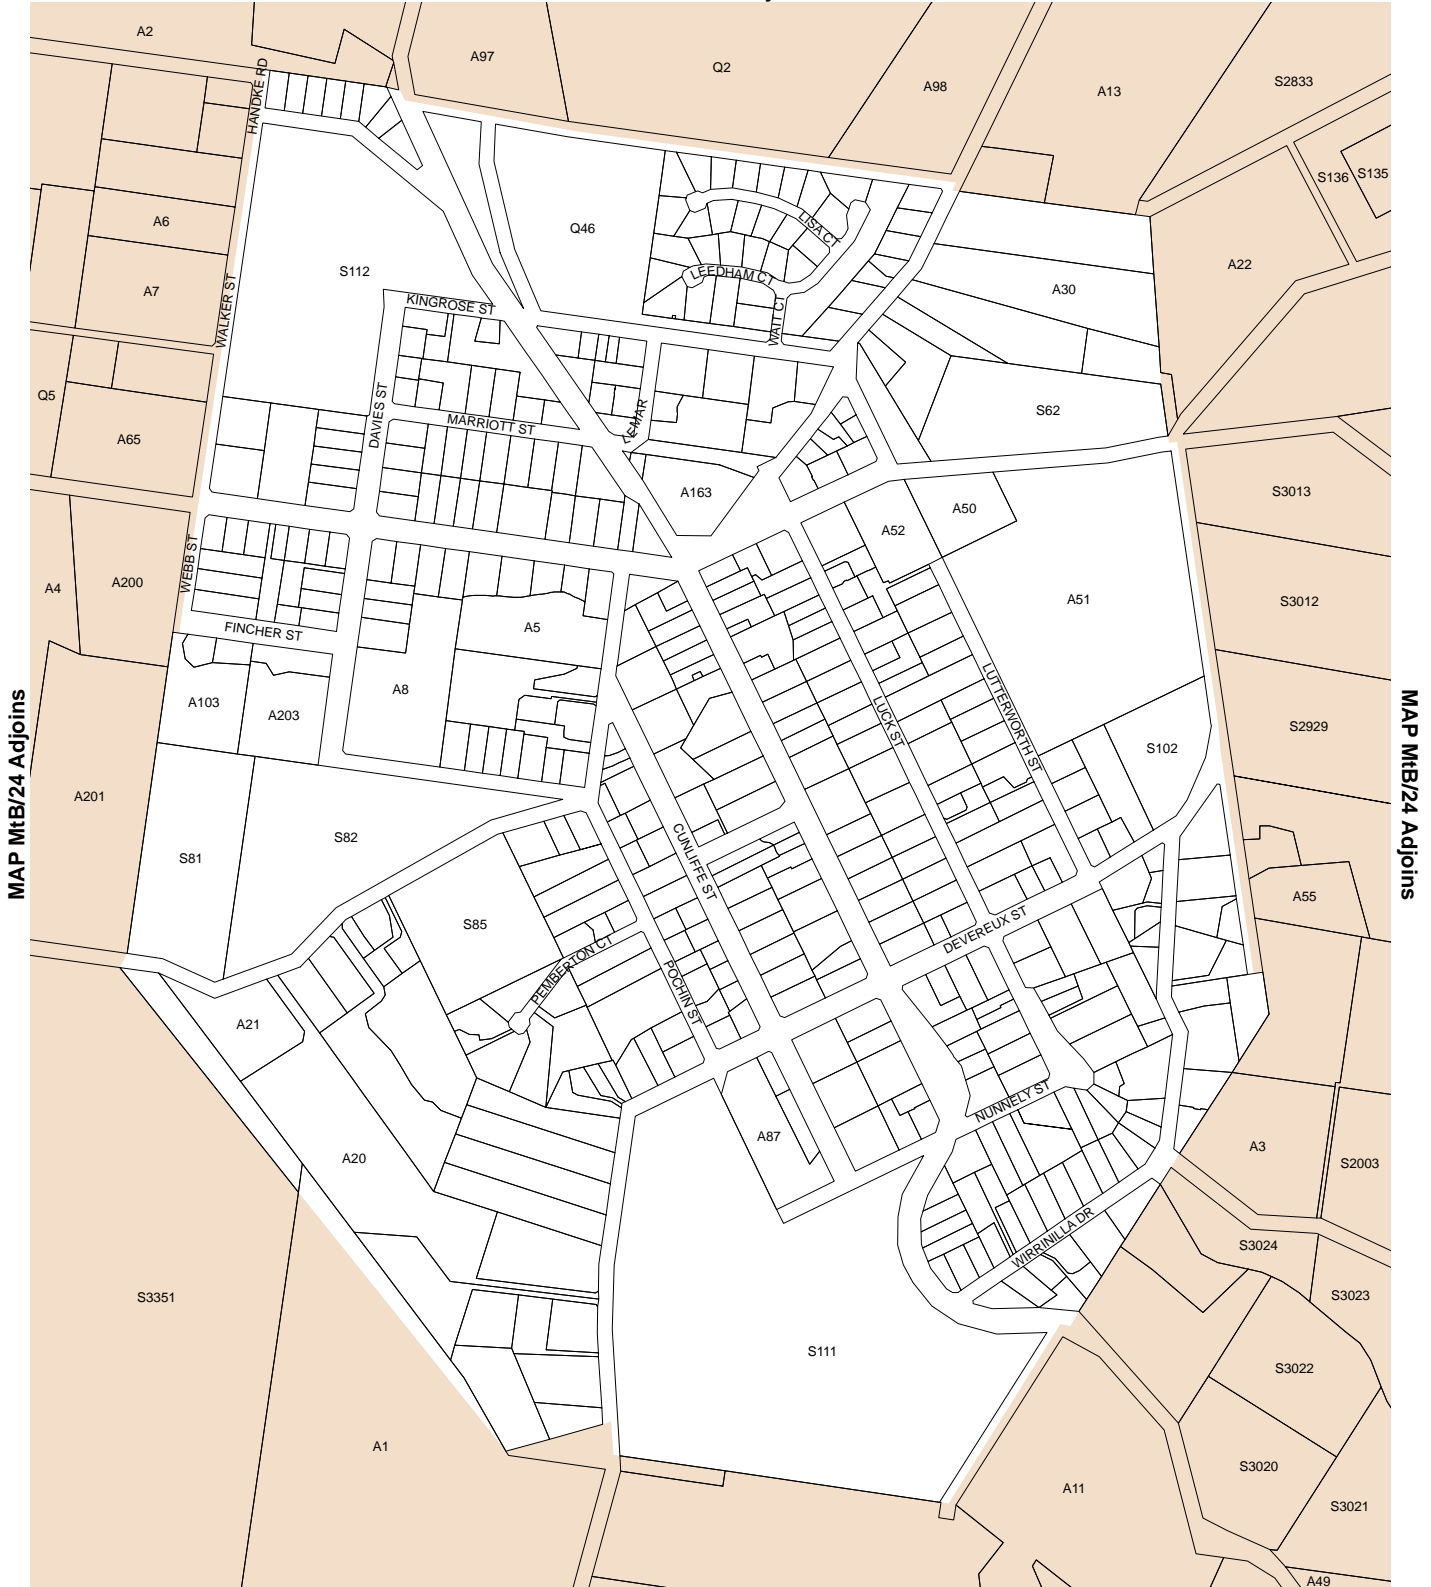 A2
A97
Q2
A98
A13
S2833
HANDKE RD
S136
S135
A6
Q46
LISA CT
A22
S112
LEEDHAM CT
A7
A30
KINGROSE ST
WALKER ST
WAIT CT
Q5
S62
A65
DAVIES ST
MARRIOTT ST
A163
S3013
A50
A52
WEBB ST
A4
A200
A51
S3012
FINCHER ST
A5
A8
A103
A203
LUTTERWORTH ST
LUCK ST
S2929
S102
MAP MtB/24 Adjoins
MAP MtB/24 Adjoins
A201
S82
S81
CUNLIFFE ST
A55
S85
DEVEREUX ST
PEMBERTON CT
POCHIN ST
A21
NUNNELY ST
A87
A3
A20
S2003
WIRRINILLA DR
S3024
S3351
S3023
S111
S3022
A1
S3020
A11
S3021
A49